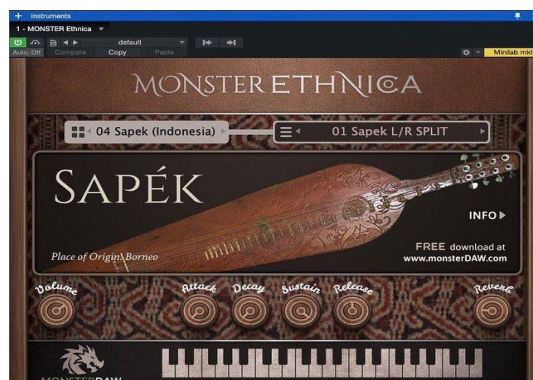 Instruments
1 - MONSTER Ethnica
default
Auto: Off Compare Copy Paste
Minilab mkI
MONSTER ETHNICA
04 Sapek (Indonesia) 01 Sapek L/R SPLIT
SAPÉK
INFO
Place of Origin: Borneo
FREE download at
www.monsterDAW.com
Volume Attack Decay Sustain Release Reverb
MONSTERDAW